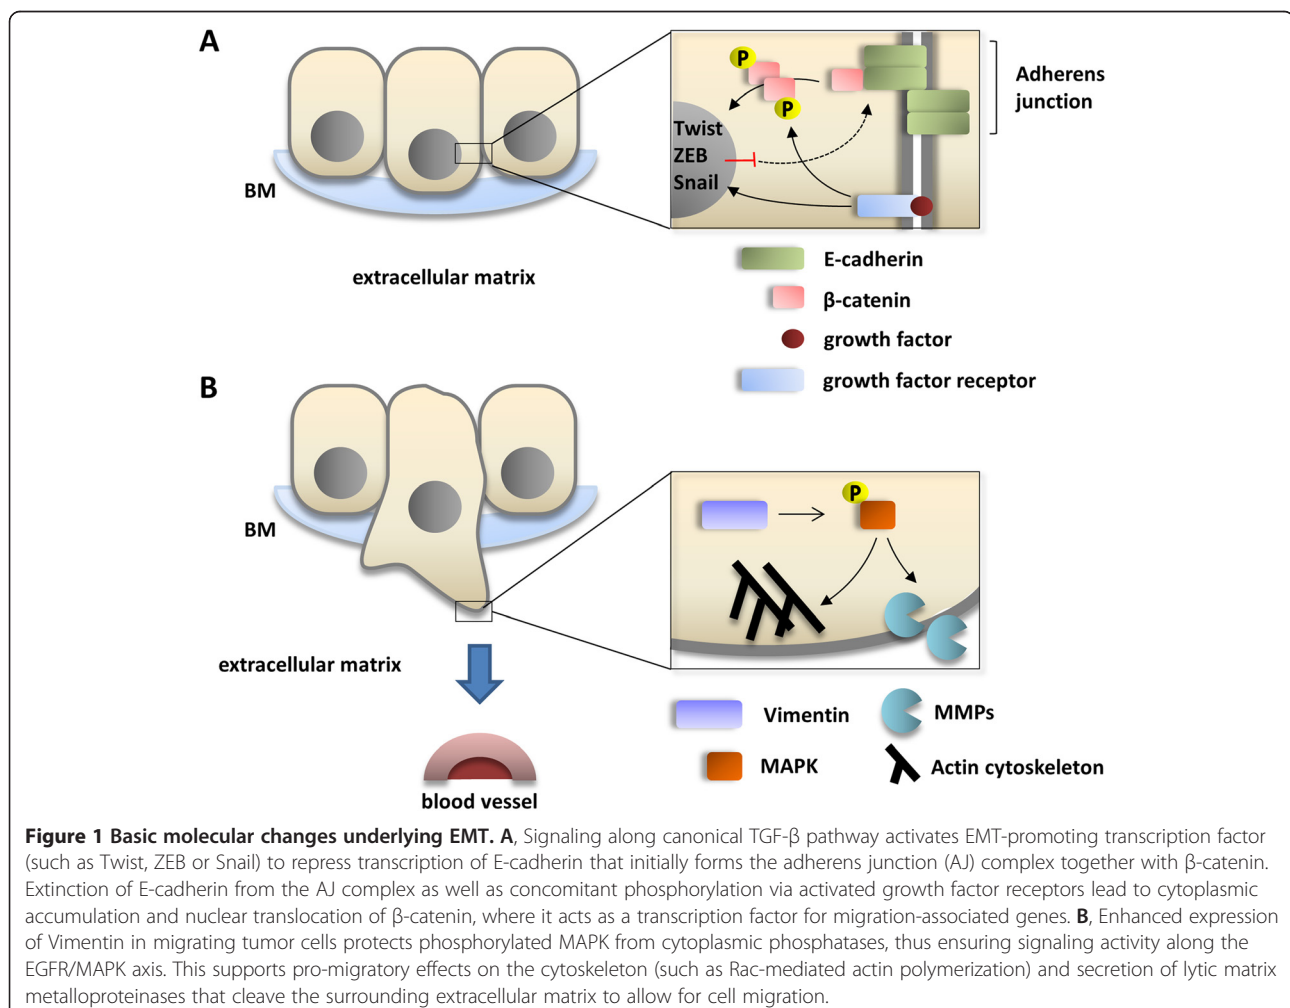 A
BM
extracellular matrix
P
P
Twist
ZEB
Snail
Adherens
junction
E-cadherin
β-catenin
growth factor
growth factor receptor
B
BM
extracellular matrix
blood vessel
P
Vimentin
MMPs
MAPK
Actin cytoskeleton
Figure 1 Basic molecular changes underlying EMT. A, Signaling along canonical TGF-β pathway activates EMT-promoting transcription factor
(such as Twist, ZEB or Snail) to repress transcription of E-cadherin that initially forms the adherens junction (AJ) complex together with β-catenin.
Extinction of E-cadherin from the AJ complex as well as concomitant phosphorylation via activated growth factor receptors lead to cytoplasmic
accumulation and nuclear translocation of β-catenin, where it acts as a transcription factor for migration-associated genes. B, Enhanced expression
of Vimentin in migrating tumor cells protects phosphorylated MAPK from cytoplasmic phosphatases, thus ensuring signaling activity along the
EGFR/MAPK axis. This supports pro-migratory effects on the cytoskeleton (such as Rac-mediated actin polymerization) and secretion of lytic matrix
metalloproteinases that cleave the surrounding extracellular matrix to allow for cell migration.